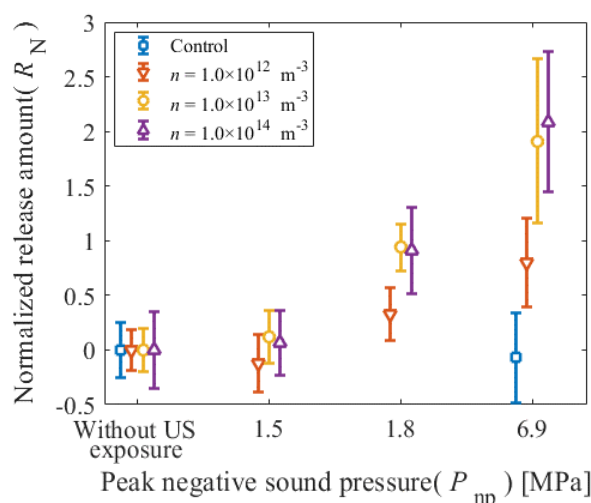 Normalized release amount( R_N )
3
2.5
2
1.5
1
0.5
0
-0.5
Control
n = 1.0×10^12 m^-3
n = 1.0×10^13 m^-3
n = 1.0×10^14 m^-3
Without US
exposure
1.5
1.8
6.9
Peak negative sound pressure( P_np ) [MPa]